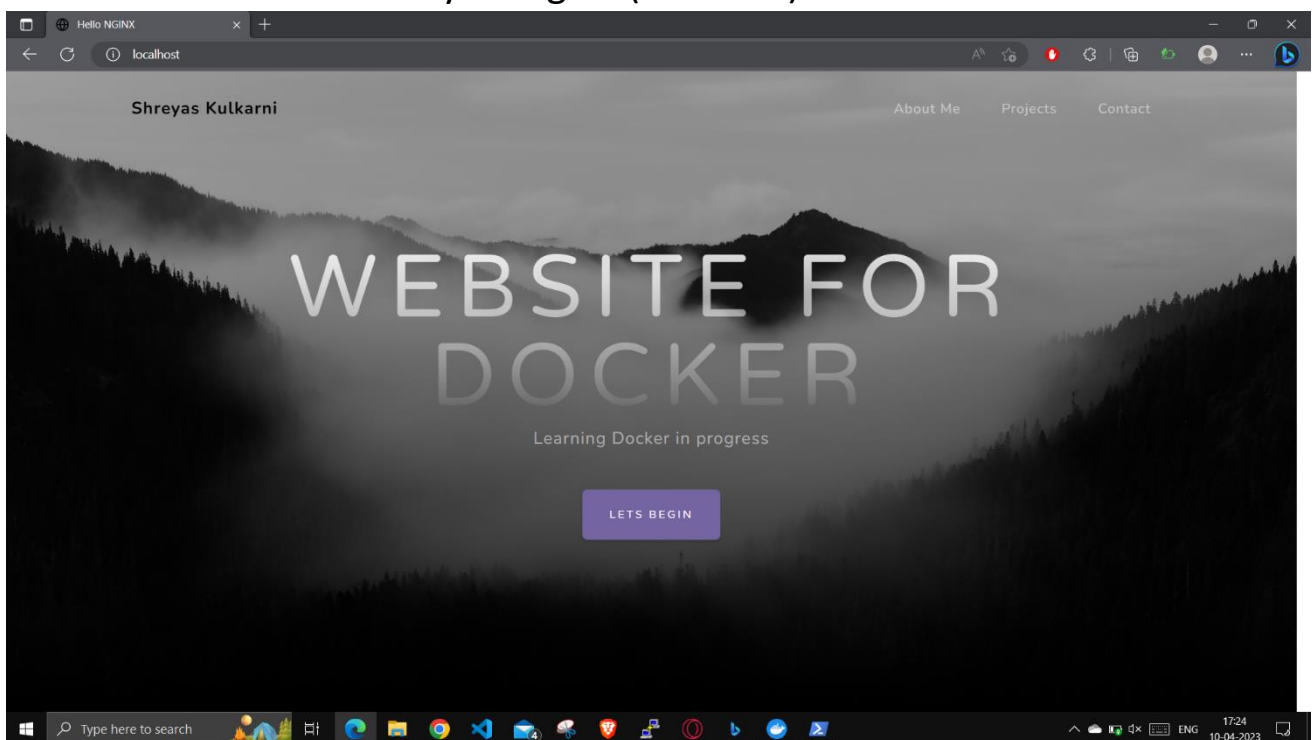 Hello NGINX
localhost
Shreyas Kulkarni
About Me Projects Contact
WEBSITE FOR
DOCKER
Learning Docker in progress
LETS BEGIN
Type here to search
4
ENG
17:24
10-04-2023